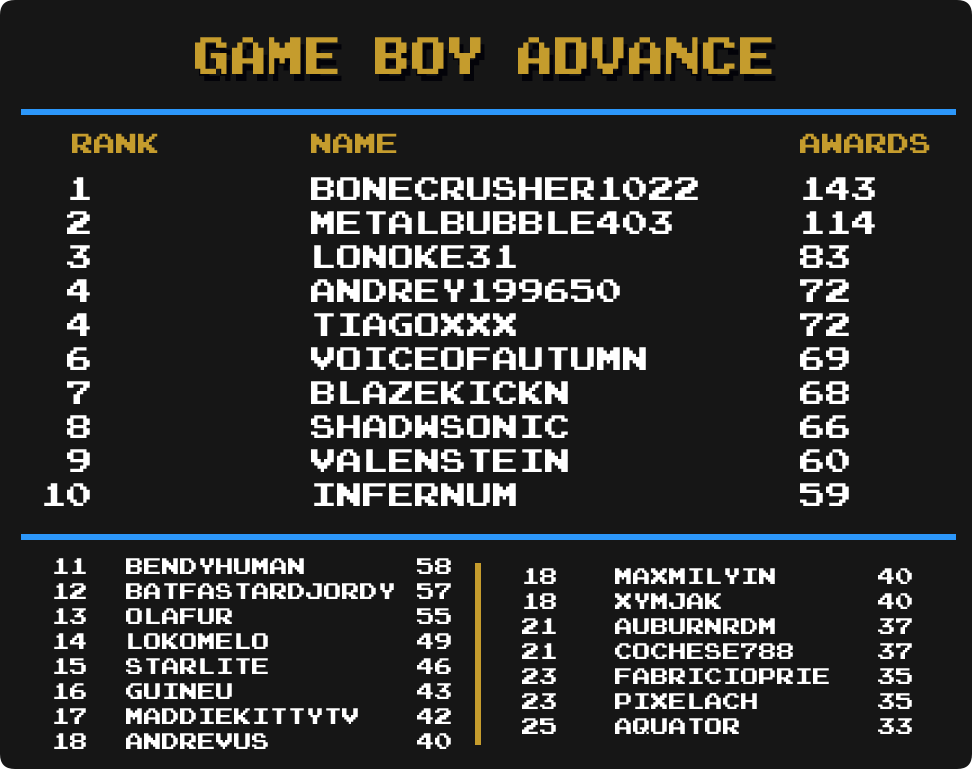 GAME BOY ADVANCE
RANK NAME AWARDS
1 BONECRUSHER1022 143
2 METALBUBBLE403 114
3 LONOKE31 83
4 ANDREY199650 72
4 TIAGOXXX 72
6 VOICEOFAUTUMN 69
7 BLAZEKICKN 68
8 SHADWSONIC 66
9 VALENSTEIN 60
10 INFERNUM 59
11 BENDYHUMAN 58
12 BATFASTARDJORDY 57
13 OLAFUR 55
14 LOKOMELO 49
15 STARLITE 46
16 GUINEU 43
17 MADDIEKITTYTV 42
18 ANDREVUS 40
18 MAXMILYIN 40
18 XYMJAK 40
21 AUBURNRDM 37
21 COCHESE788 37
23 FABRICIOPRIE 35
23 PIXELACH 35
25 AQUATOR 33